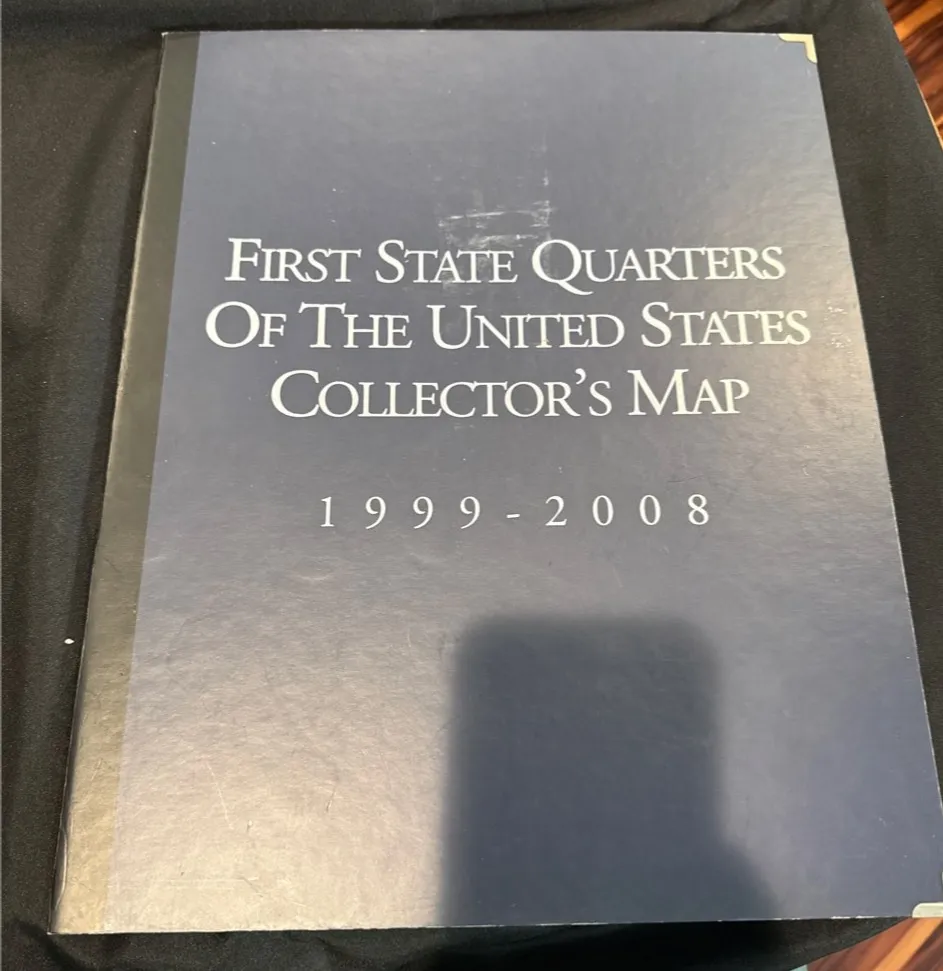 First State Quarters
Of The United States
Collector's Map
1999-2008